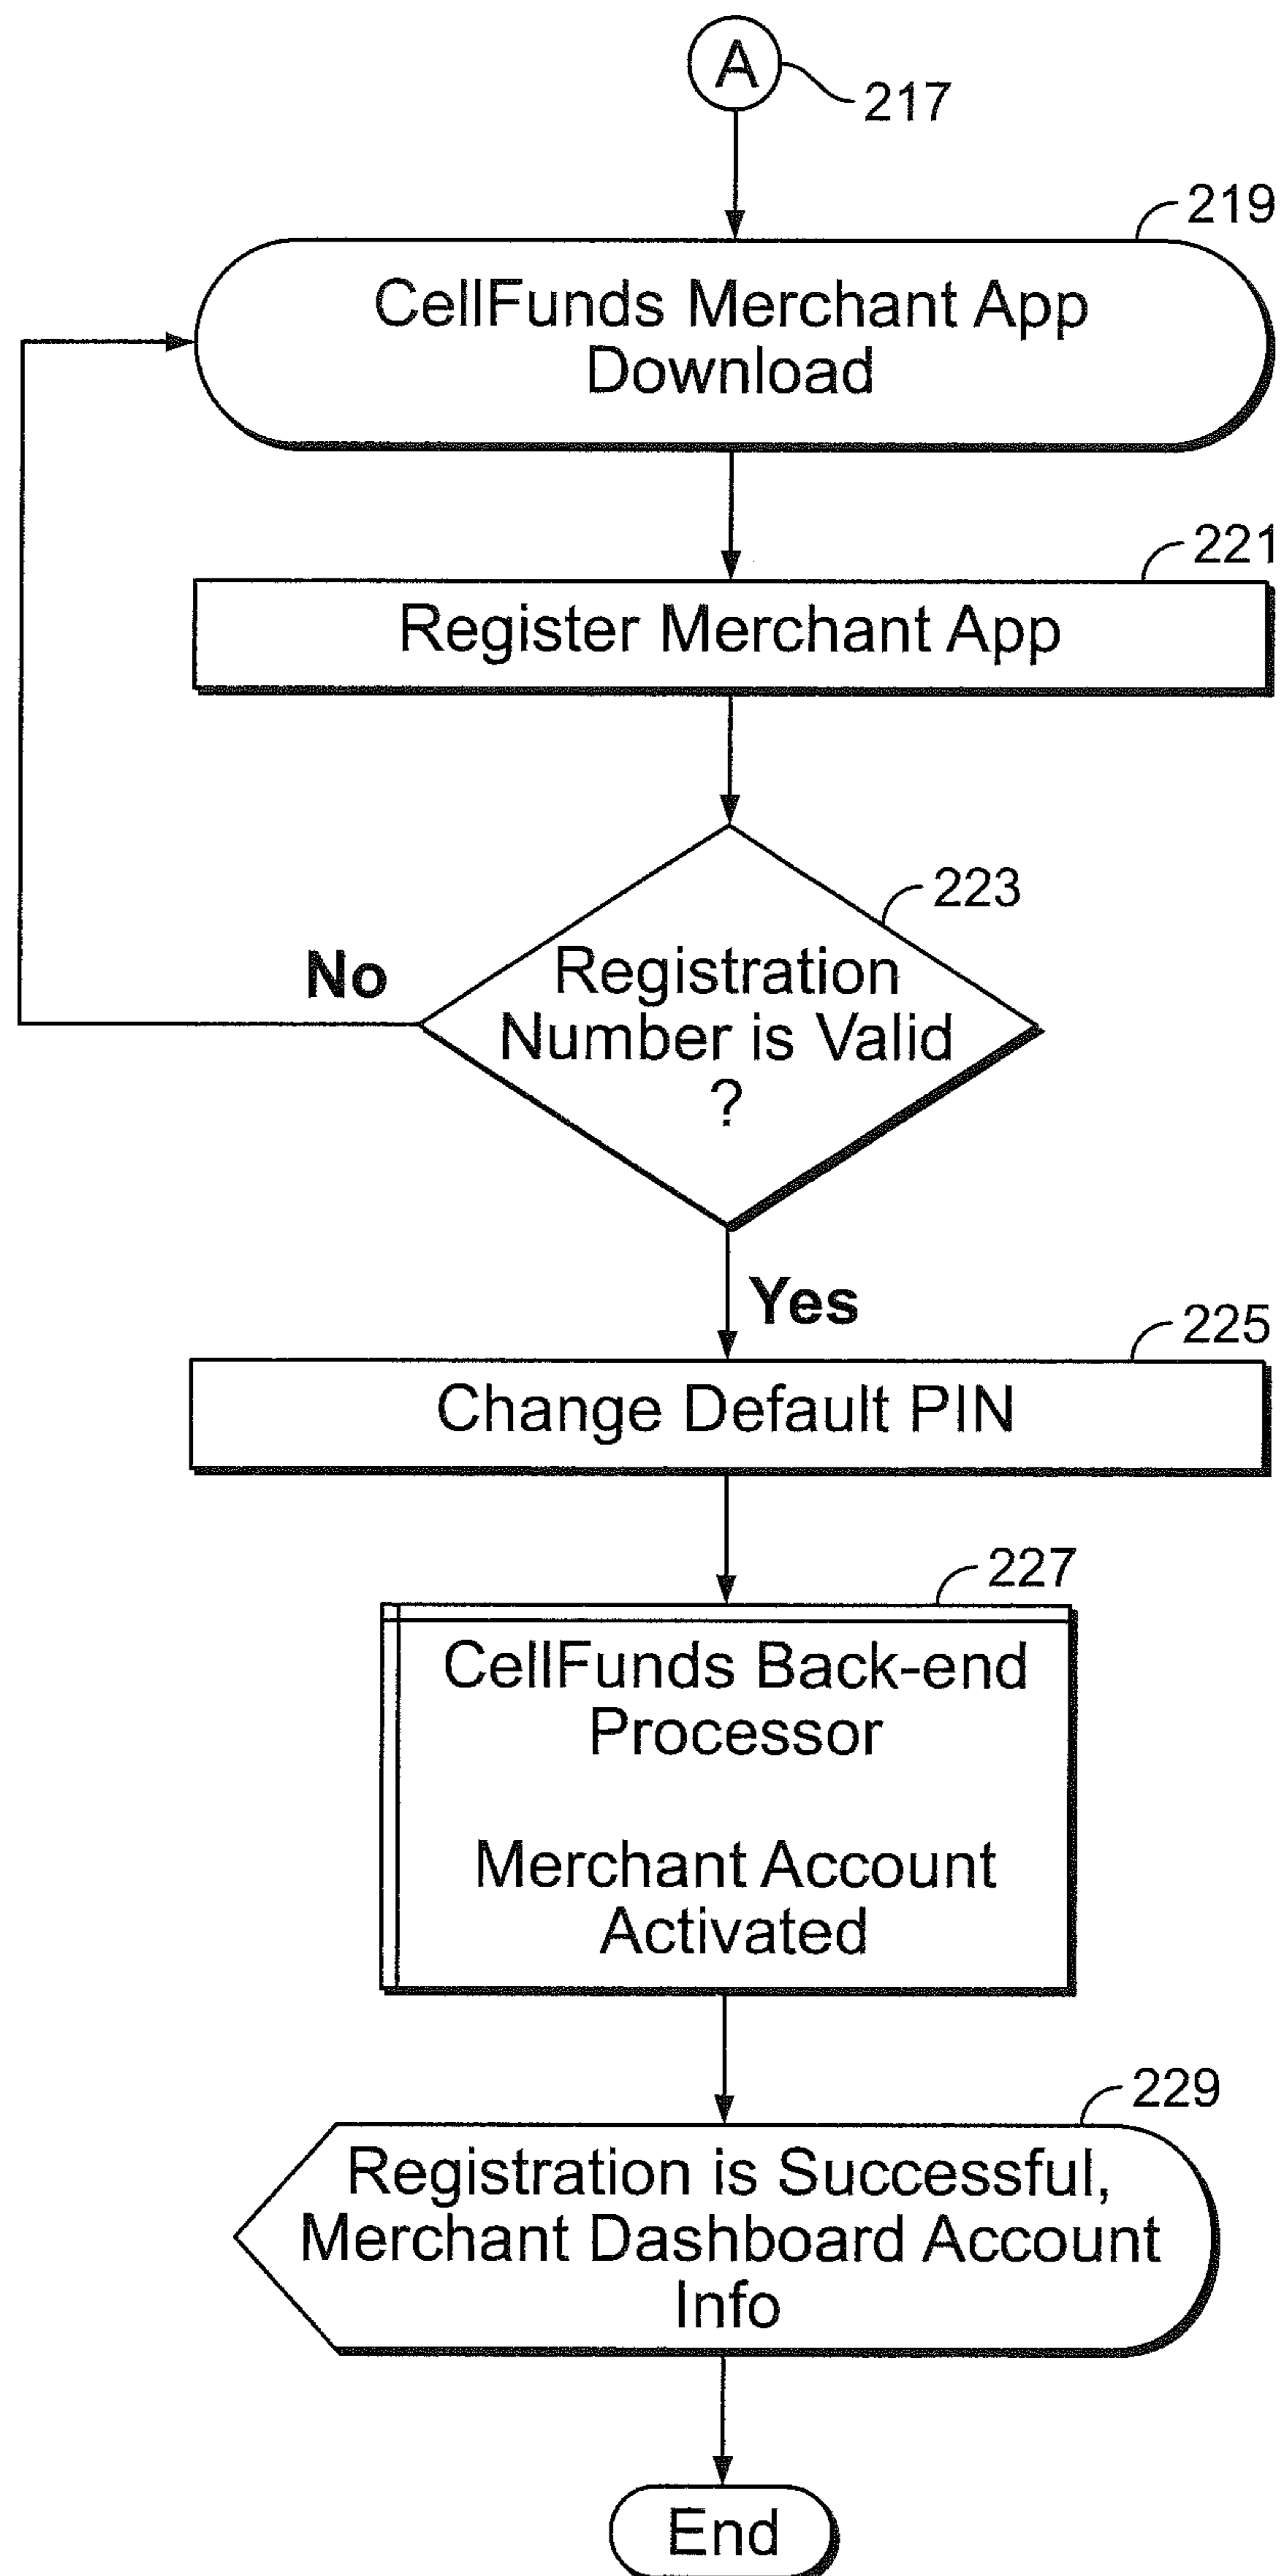 A
217
219
CellFunds Merchant App
Download
221
Register Merchant App
223
No
Registration
Number is Valid
?
Yes
225
Change Default PIN
227
CellFunds Back-end
Processor
Merchant Account
Activated
229
Registration is Successful,
Merchant Dashboard Account
Info
End